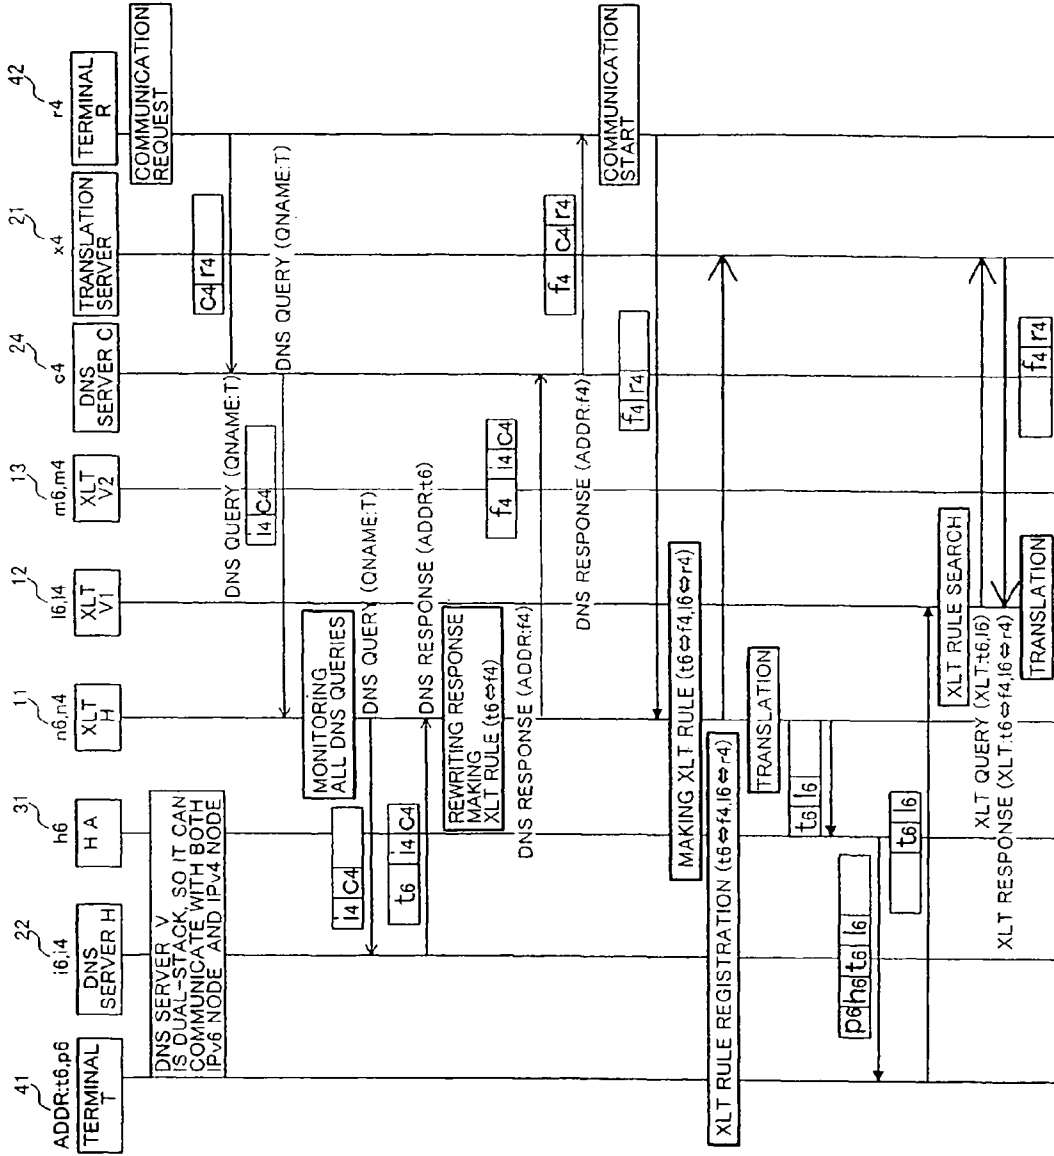 41
ADDR:t6,p6
TERMINAL
T
22
i6,i4
DNS
SERVER H
31
h6
H A
11
n6,n4
XLT
H
12
l6,l4
XLT
V1
13
m6,m4
XLT
V2
24
c4
DNS
SERVER C
21
x4
TRANSLATION
SERVER
42
r4
TERMINAL
R
DNS SERVER V
IS DUAL-STACK, SO IT CAN
COMMUNICATE WITH BOTH
IPv6 NODE AND IPv4 NODE
COMMUNICATION
REQUEST
c4 r4
DNS QUERY (QNAME:T)
DNS QUERY (QNAME:T)
i4 c4
MONITORING
ALL DNS QUERIES
i4 c4
DNS QUERY (QNAME:T)
t6 i4 c4
DNS RESPONSE (ADDR:t6)
REWRITING RESPONSE
MAKING
XLT RULE (t6⇔f4)
f4 i4 c4
DNS RESPONSE (ADDR:f4)
f4 c4 r4
DNS RESPONSE (ADDR:f4)
COMMUNICATION
START
f4 r4
MAKING XLT RULE (t6⇔f4,l6⇔r4)
XLT RULE REGISTRATION (t6⇔f4,l6⇔r4)
TRANSLATION
t6 l6
p6 h6 t6 l6
t6 l6
XLT RULE SEARCH
XLT QUERY (XLT:t6,l6)
XLT RESPONSE (XLT.t6⇔f4,l6⇔r4)
TRANSLATION
f4 r4